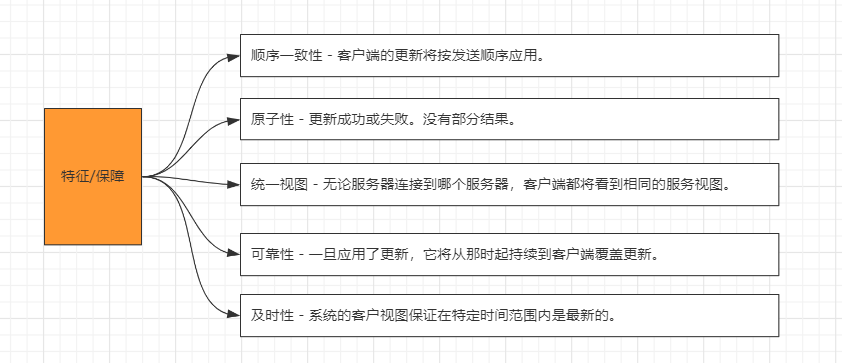 顺序一致性 - 客户端的更新将按发送顺序应用。
原子性 - 更新成功或失败。没有部分结果。
特征/保障
统一视图 - 无论服务器连接到哪个服务器，客户端都将看到相同的服务视图。
可靠性 - 一旦应用了更新，它将从那时起持续到客户端覆盖更新。
及时性 - 系统的客户视图保证在特定时间范围内是最新的。